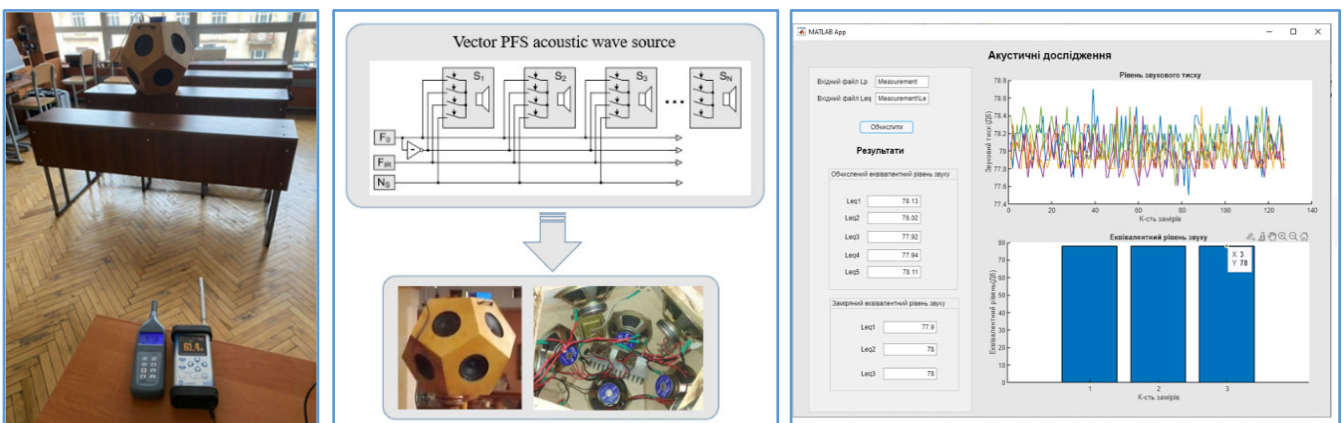 61.4
Vector PFS acoustic wave source
S1 S2 S3 SN
F0
FIR
NS
MATLAB App
Акустичні дослідження
Вхідний файл Lp Measurement
Вхідний файл Leq Measurement\Le
Обчислити
Результати
Обчислений еквівалентний рівень звуку
Leq1 78.13
Leq2 78.02
Leq3 77.92
Leq4 77.94
Leq5 78.11
Заміряний еквівалентний рівень звуку
Leq1 77.9
Leq2 78
Leq3 78
Рівень звукового тиску
Звуковий тиск (Дб)
78.8
78.6
78.4
78.2
78
77.8
77.6
77.4
0 20 40 60 80 100 120 140
К-сть замірів
Еквівалентний рівень звуку
Еквівалентний рівень(Дб)
80
70
60
50
40
30
20
10
0
X 3
Y 78
1 2 3
К-сть замірів